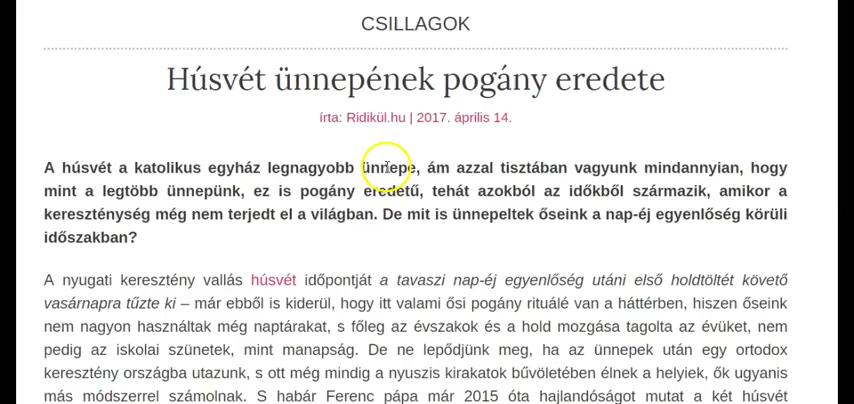 CSILLAGOK
Húsvét ünnepének pogány eredete
írta: Ridikül.hu | 2017. április 14.
A húsvét a katolikus egyház legnagyobb ünnepe, ám azzal tisztában vagyunk mindannyian, hogy
mint a legtöbb ünnepünk, ez is pogány eredetű, tehát azokból az időkből származik, amikor a
kereszténység még nem terjedt el a világban. De mit is ünnepeltek őseink a nap-éj egyenlőség körüli
időszakban?
A nyugati keresztény vallás húsvét időpontját a tavaszi nap-éj egyenlőség utáni első holdtöltét követő
vasárnapra tűzte ki – már ebből is kiderül, hogy itt valami ősi pogány rituálé van a háttérben, hiszen őseink
nem nagyon használtak még naptárakat, s főleg az évszakok és a hold mozgása tagolta az évüket, nem
pedig az iskolai szünetek, mint manapság. De ne lepődjünk meg, ha az ünnepek után egy ortodox
keresztény országba utazunk, s ott még mindig a nyuszis kirakatok bűvöletében élnek a helyiek, ők ugyanis
más módszerrel számolnak. S habár Ferenc pápa már 2015 óta hajlandóságot mutat a két húsvét